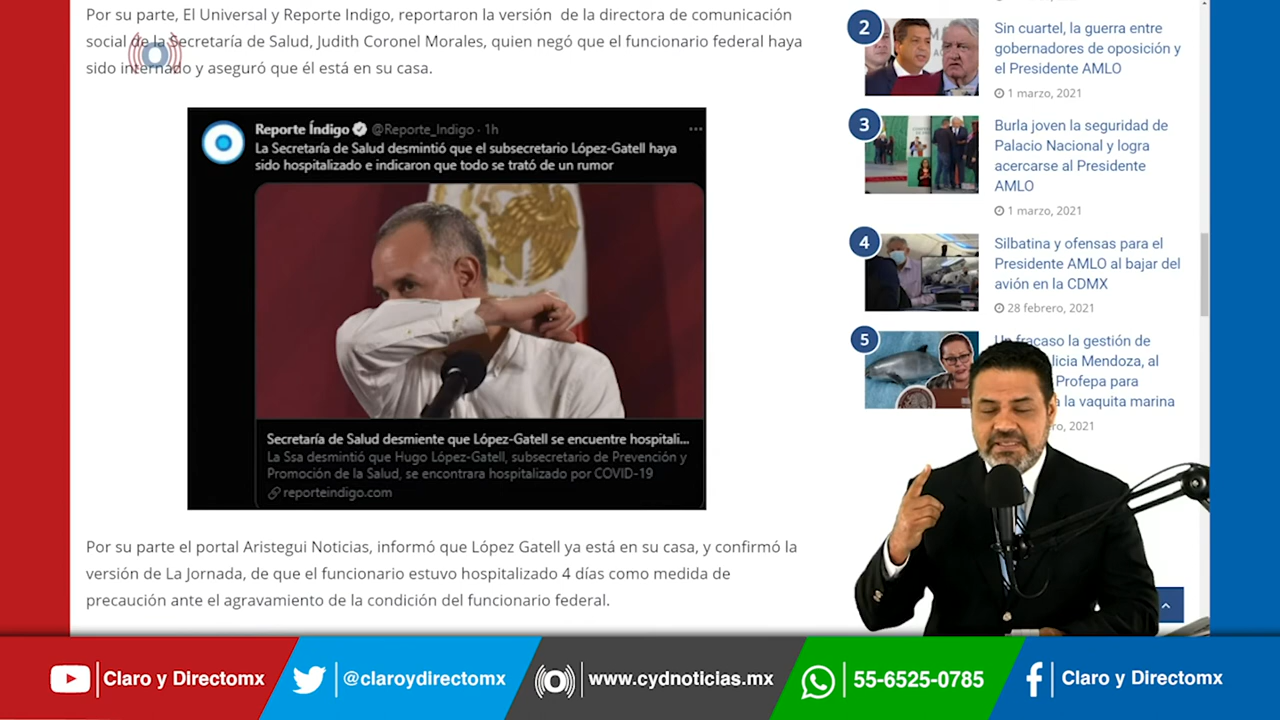 Por su parte, El Universal y Reporte Indigo, reportaron la versión de la directora de comunicación
social de la Secretaría de Salud, Judith Coronel Morales, quien negó que el funcionario federal haya
sido internado y aseguró que él está en su casa.
Reporte Índigo @Reporte_Indigo · 1h
La Secretaría de Salud desmintió que el subsecretario López-Gatell haya
sido hospitalizado e indicaron que todo se trató de un rumor
Secretaría de Salud desmiente que López-Gatell se encuentre hospitali...
La Ssa desmintió que Hugo López-Gatell, subsecretario de Prevención y
Promoción de la Salud, se encontrara hospitalizado por COVID-19
reporteindigo.com
Por su parte el portal Aristegui Noticias, informó que López Gatell ya está en su casa, y confirmó la
versión de La Jornada, de que el funcionario estuvo hospitalizado 4 días como medida de
precaución ante el agravamiento de la condición del funcionario federal.
2
Sin cuartel, la guerra entre
gobernadores de oposición y
el Presidente AMLO
1 marzo, 2021
3
Burla joven la seguridad de
Palacio Nacional y logra
acercarse al Presidente
AMLO
1 marzo, 2021
4
Silbatina y ofensas para el
Presidente AMLO al bajar del
avión en la CDMX
28 febrero, 2021
5
fracaso la gestión de
Mendoza, al
Profepa para
la vaquita marina
2021
Claro y Directomx
@claroydirectomx
www.cydnoticias.mx
55-6525-0785
Claro y Directomx